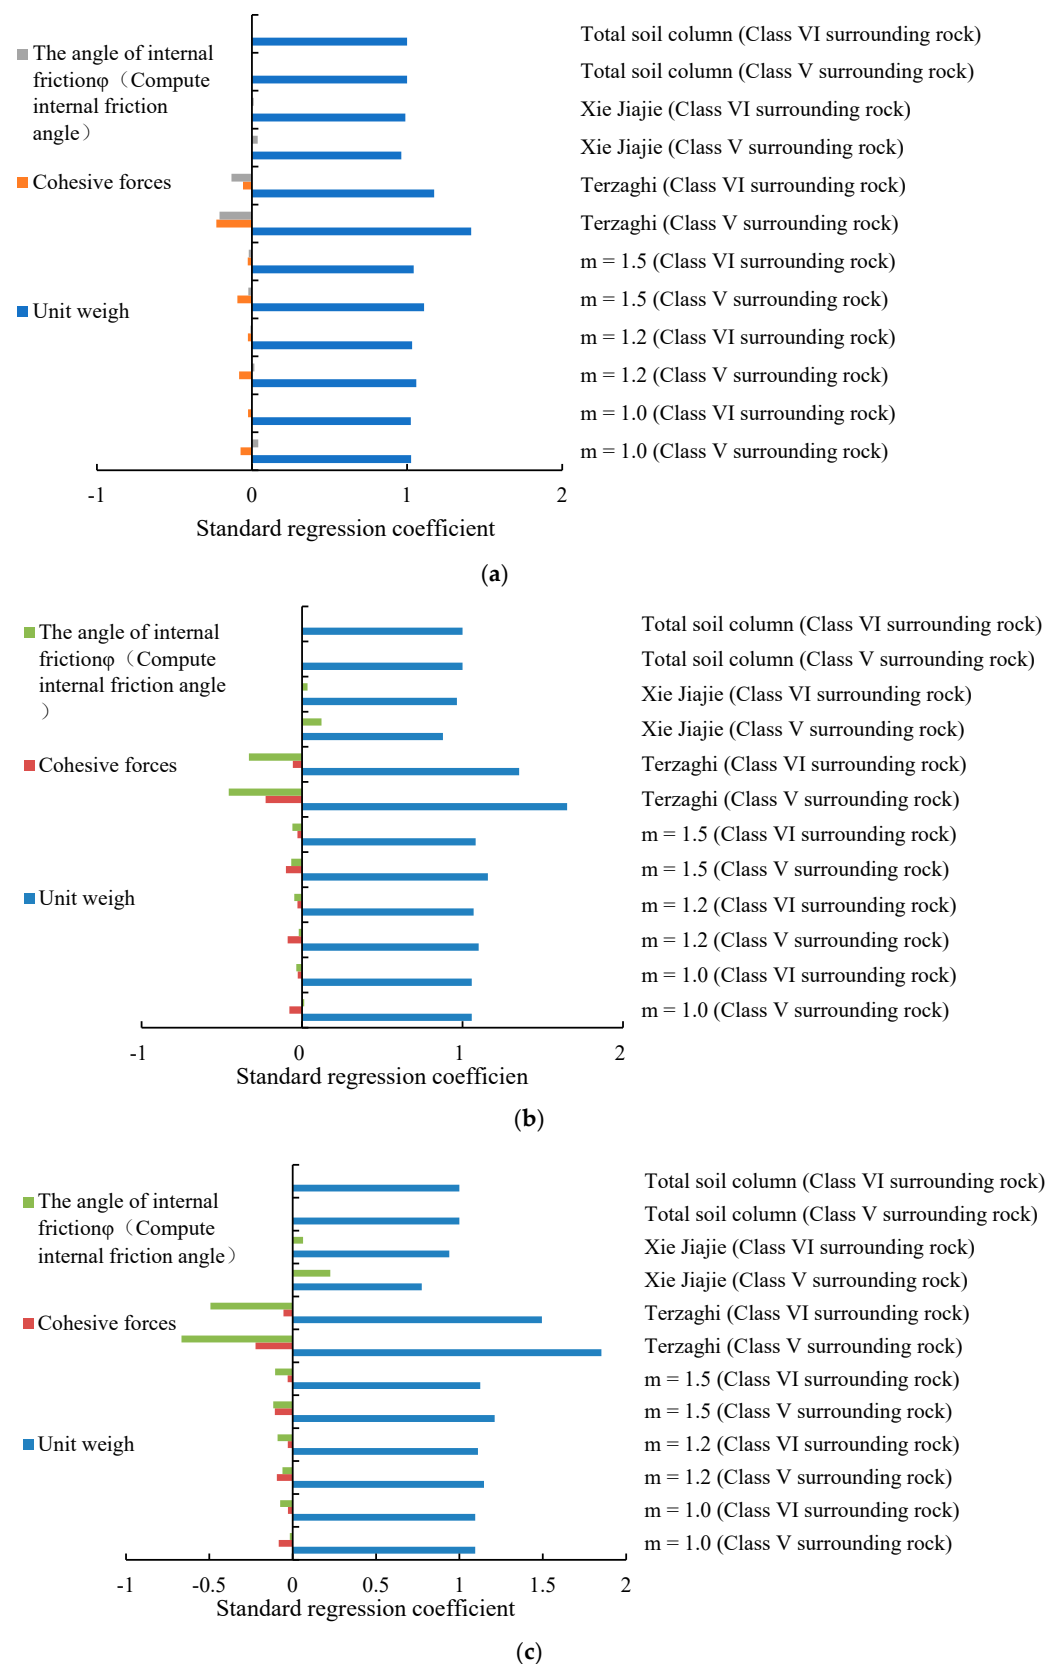 The angle of internal
frictionφ（Compute
internal friction
angle）
Cohesive forces
Unit weigh
Total soil column (Class VI surrounding rock)
Total soil column (Class V surrounding rock)
Xie Jiajie (Class VI surrounding rock)
Xie Jiajie (Class V surrounding rock)
Terzaghi (Class VI surrounding rock)
Terzaghi (Class V surrounding rock)
m = 1.5 (Class VI surrounding rock)
m = 1.5 (Class V surrounding rock)
m = 1.2 (Class VI surrounding rock)
m = 1.2 (Class V surrounding rock)
m = 1.0 (Class VI surrounding rock)
m = 1.0 (Class V surrounding rock)
-1 0 1 2
Standard regression coefficient
(a)
The angle of internal
frictionφ（Compute
internal friction angle
）
Cohesive forces
Unit weigh
Total soil column (Class VI surrounding rock)
Total soil column (Class V surrounding rock)
Xie Jiajie (Class VI surrounding rock)
Xie Jiajie (Class V surrounding rock)
Terzaghi (Class VI surrounding rock)
Terzaghi (Class V surrounding rock)
m = 1.5 (Class VI surrounding rock)
m = 1.5 (Class V surrounding rock)
m = 1.2 (Class VI surrounding rock)
m = 1.2 (Class V surrounding rock)
m = 1.0 (Class VI surrounding rock)
m = 1.0 (Class V surrounding rock)
-1 0 1 2
Standard regression coefficien
(b)
The angle of internal
frictionφ（Compute
internal friction angle）
Cohesive forces
Unit weigh
Total soil column (Class VI surrounding rock)
Total soil column (Class V surrounding rock)
Xie Jiajie (Class VI surrounding rock)
Xie Jiajie (Class V surrounding rock)
Terzaghi (Class VI surrounding rock)
Terzaghi (Class V surrounding rock)
m = 1.5 (Class VI surrounding rock)
m = 1.5 (Class V surrounding rock)
m = 1.2 (Class VI surrounding rock)
m = 1.2 (Class V surrounding rock)
m = 1.0 (Class VI surrounding rock)
m = 1.0 (Class V surrounding rock)
-1 -0.5 0 0.5 1 1.5 2
Standard regression coefficient
(c)